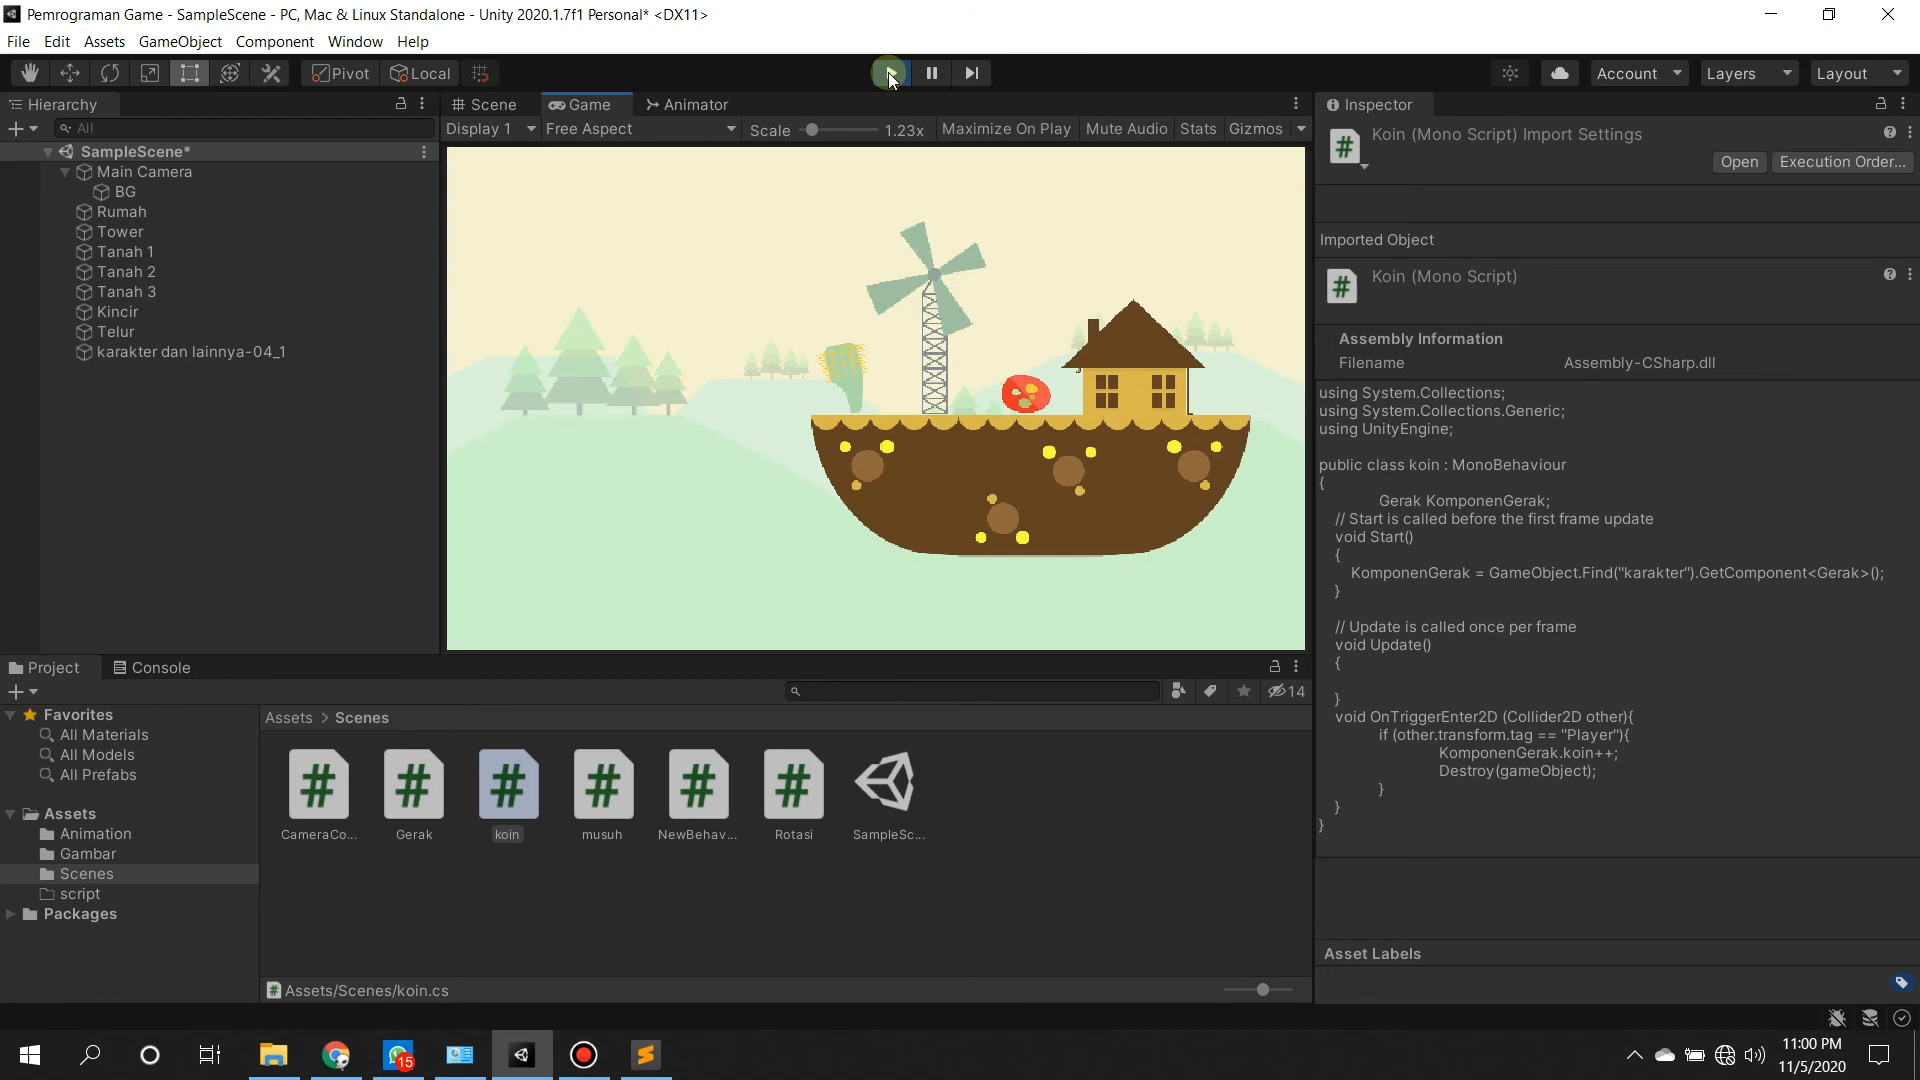 Pemrograman Game - SampleScene - PC, Mac & Linux Standalone - Unity 2020.1.7f1 Personal* <DX11>
File Edit Assets GameObject Component Window Help
Pivot Local Account Layers Layout
Hierarchy
All
SampleScene*
Main Camera
BG
Rumah
Tower
Tanah 1
Tanah 2
Tanah 3
Kincir
Telur
karakter dan lainnya-04_1
Scene Game Animator
Display 1 Free Aspect Scale 1.23x Maximize On Play Mute Audio Stats Gizmos
Inspector
Koin (Mono Script) Import Settings
Open Execution Order...
Imported Object
Koin (Mono Script)
Assembly Information
Filename Assembly-CSharp.dll
using System.Collections;
using System.Collections.Generic;
using UnityEngine;
public class koin : MonoBehaviour
{
Gerak KomponenGerak;
// Start is called before the first frame update
void Start()
{
KomponenGerak = GameObject.Find("karakter").GetComponent<Gerak>();
}
// Update is called once per frame
void Update()
{
}
void OnTriggerEnter2D (Collider2D other){
if (other.transform.tag == "Player"){
KomponenGerak.koin++;
Destroy(gameObject);
}
}
}
Asset Labels
Project Console
14
Favorites
All Materials
All Models
All Prefabs
Assets
Animation
Gambar
Scenes
script
Packages
Assets > Scenes
CameraCo... Gerak koin musuh NewBehav... Rotasi SampleSc...
Assets/Scenes/koin.cs
15
11:00 PM
11/5/2020